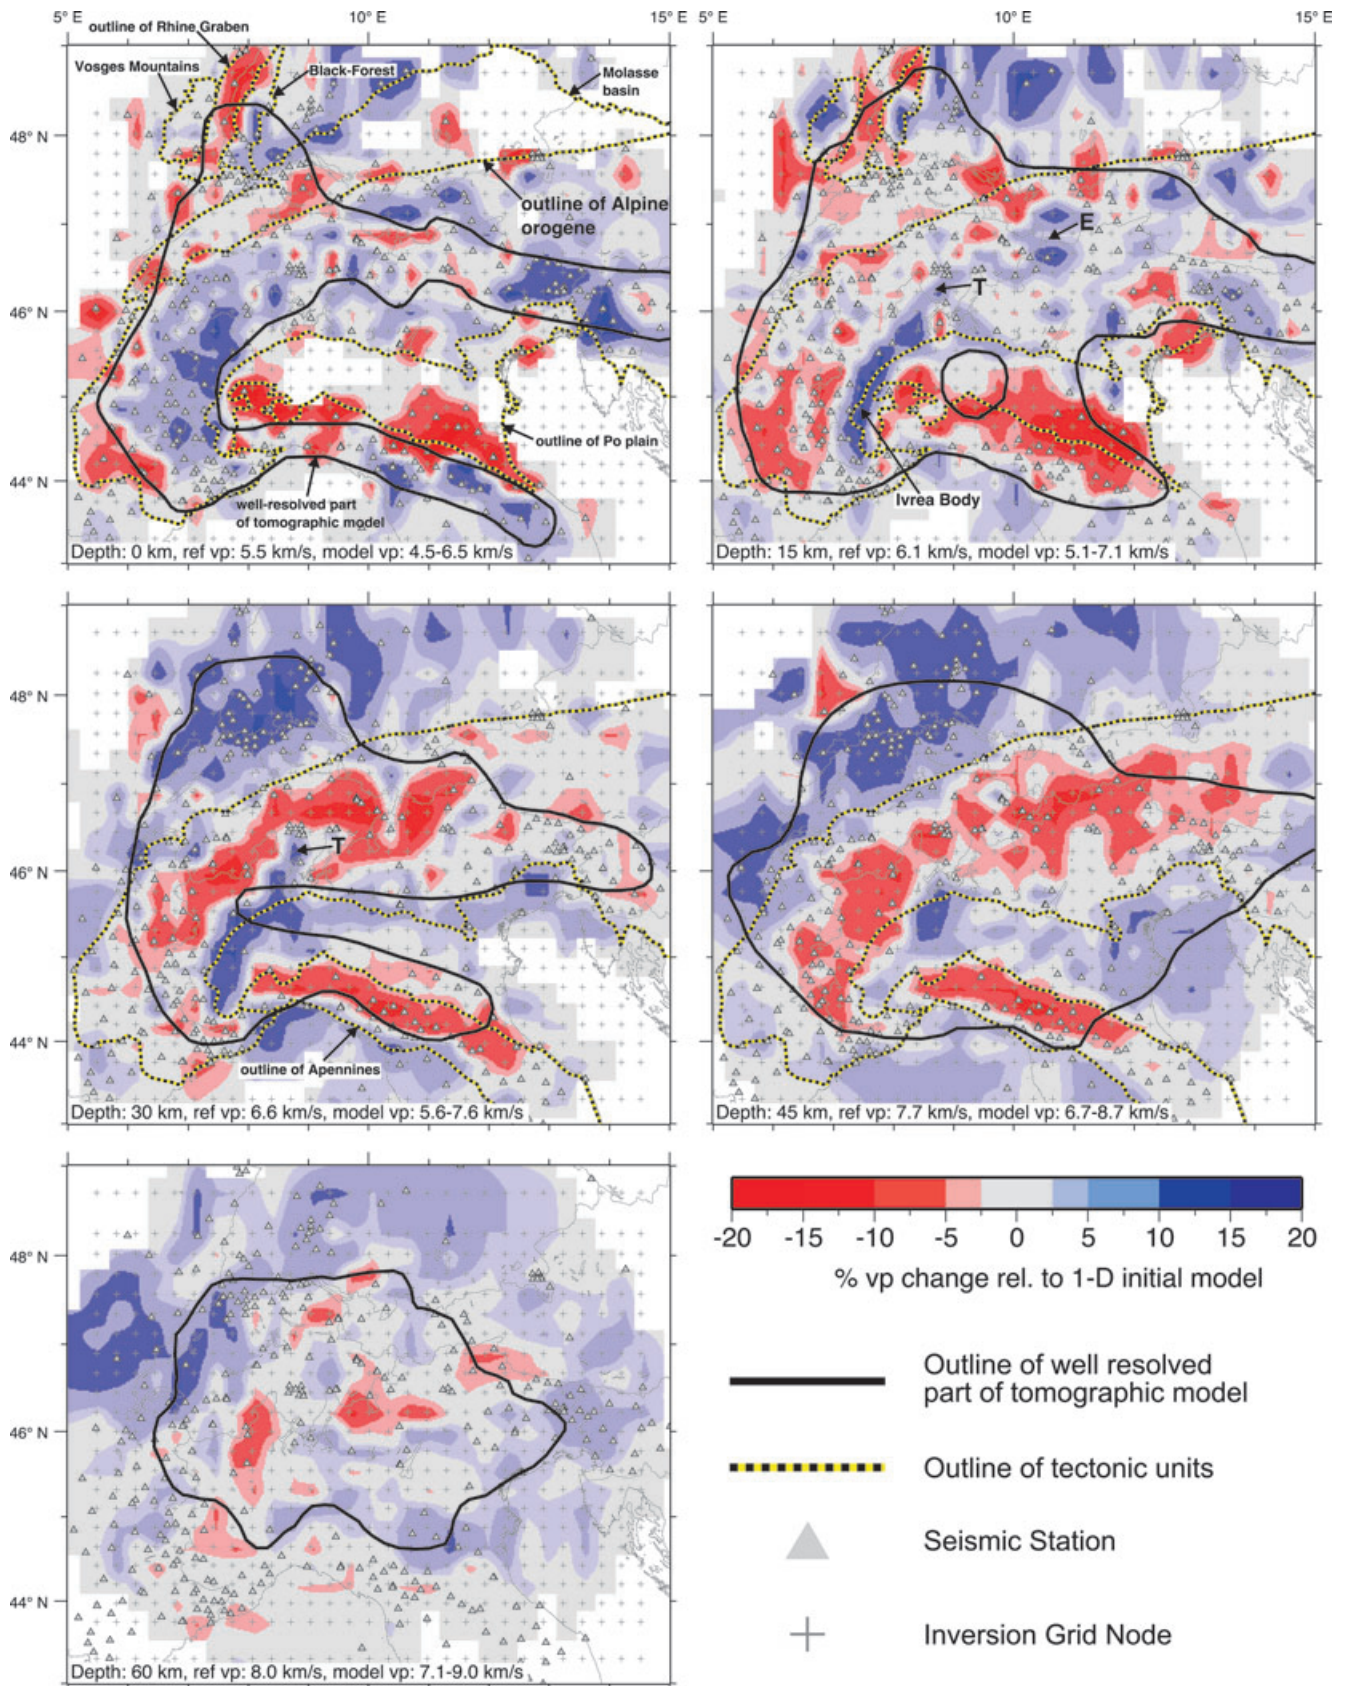 5° E
10° E
15° E
5° E
10° E
15° E
outline of Rhine Graben
Vosges Mountains
Black-Forest
Molasse
basin
48° N
outline of Alpine
orogene
46° N
outline of Po plain
44° N
well-resolved part
of tomographic model
Depth: 0 km, ref vp: 5.5 km/s, model vp: 4.5-6.5 km/s
E
T
Ivrea Body
Depth: 15 km, ref vp: 6.1 km/s, model vp: 5.1-7.1 km/s
48° N
46° N
T
44° N
outline of Apennines
Depth: 30 km, ref vp: 6.6 km/s, model vp: 5.6-7.6 km/s
Depth: 45 km, ref vp: 7.7 km/s, model vp: 6.7-8.7 km/s
48° N
46° N
44° N
Depth: 60 km, ref vp: 8.0 km/s, model vp: 7.1-9.0 km/s
-20 -15 -10 -5 0 5 10 15 20
% vp change rel. to 1-D initial model
Outline of well resolved
part of tomographic model
Outline of tectonic units
Seismic Station
Inversion Grid Node